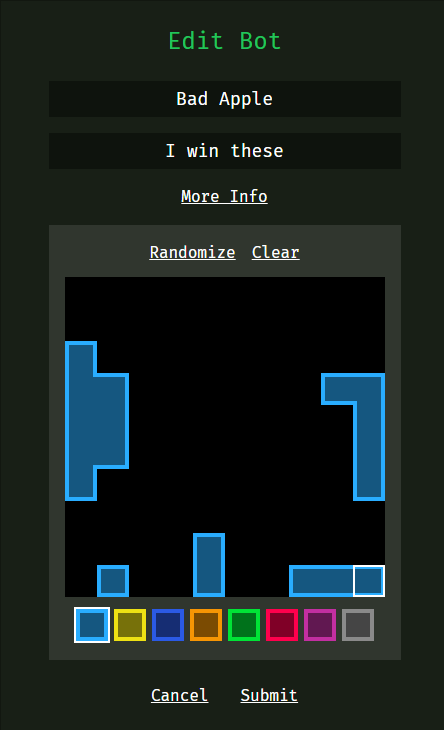 Edit Bot
Bad Apple
I win these
More Info
Randomize Clear
Cancel Submit